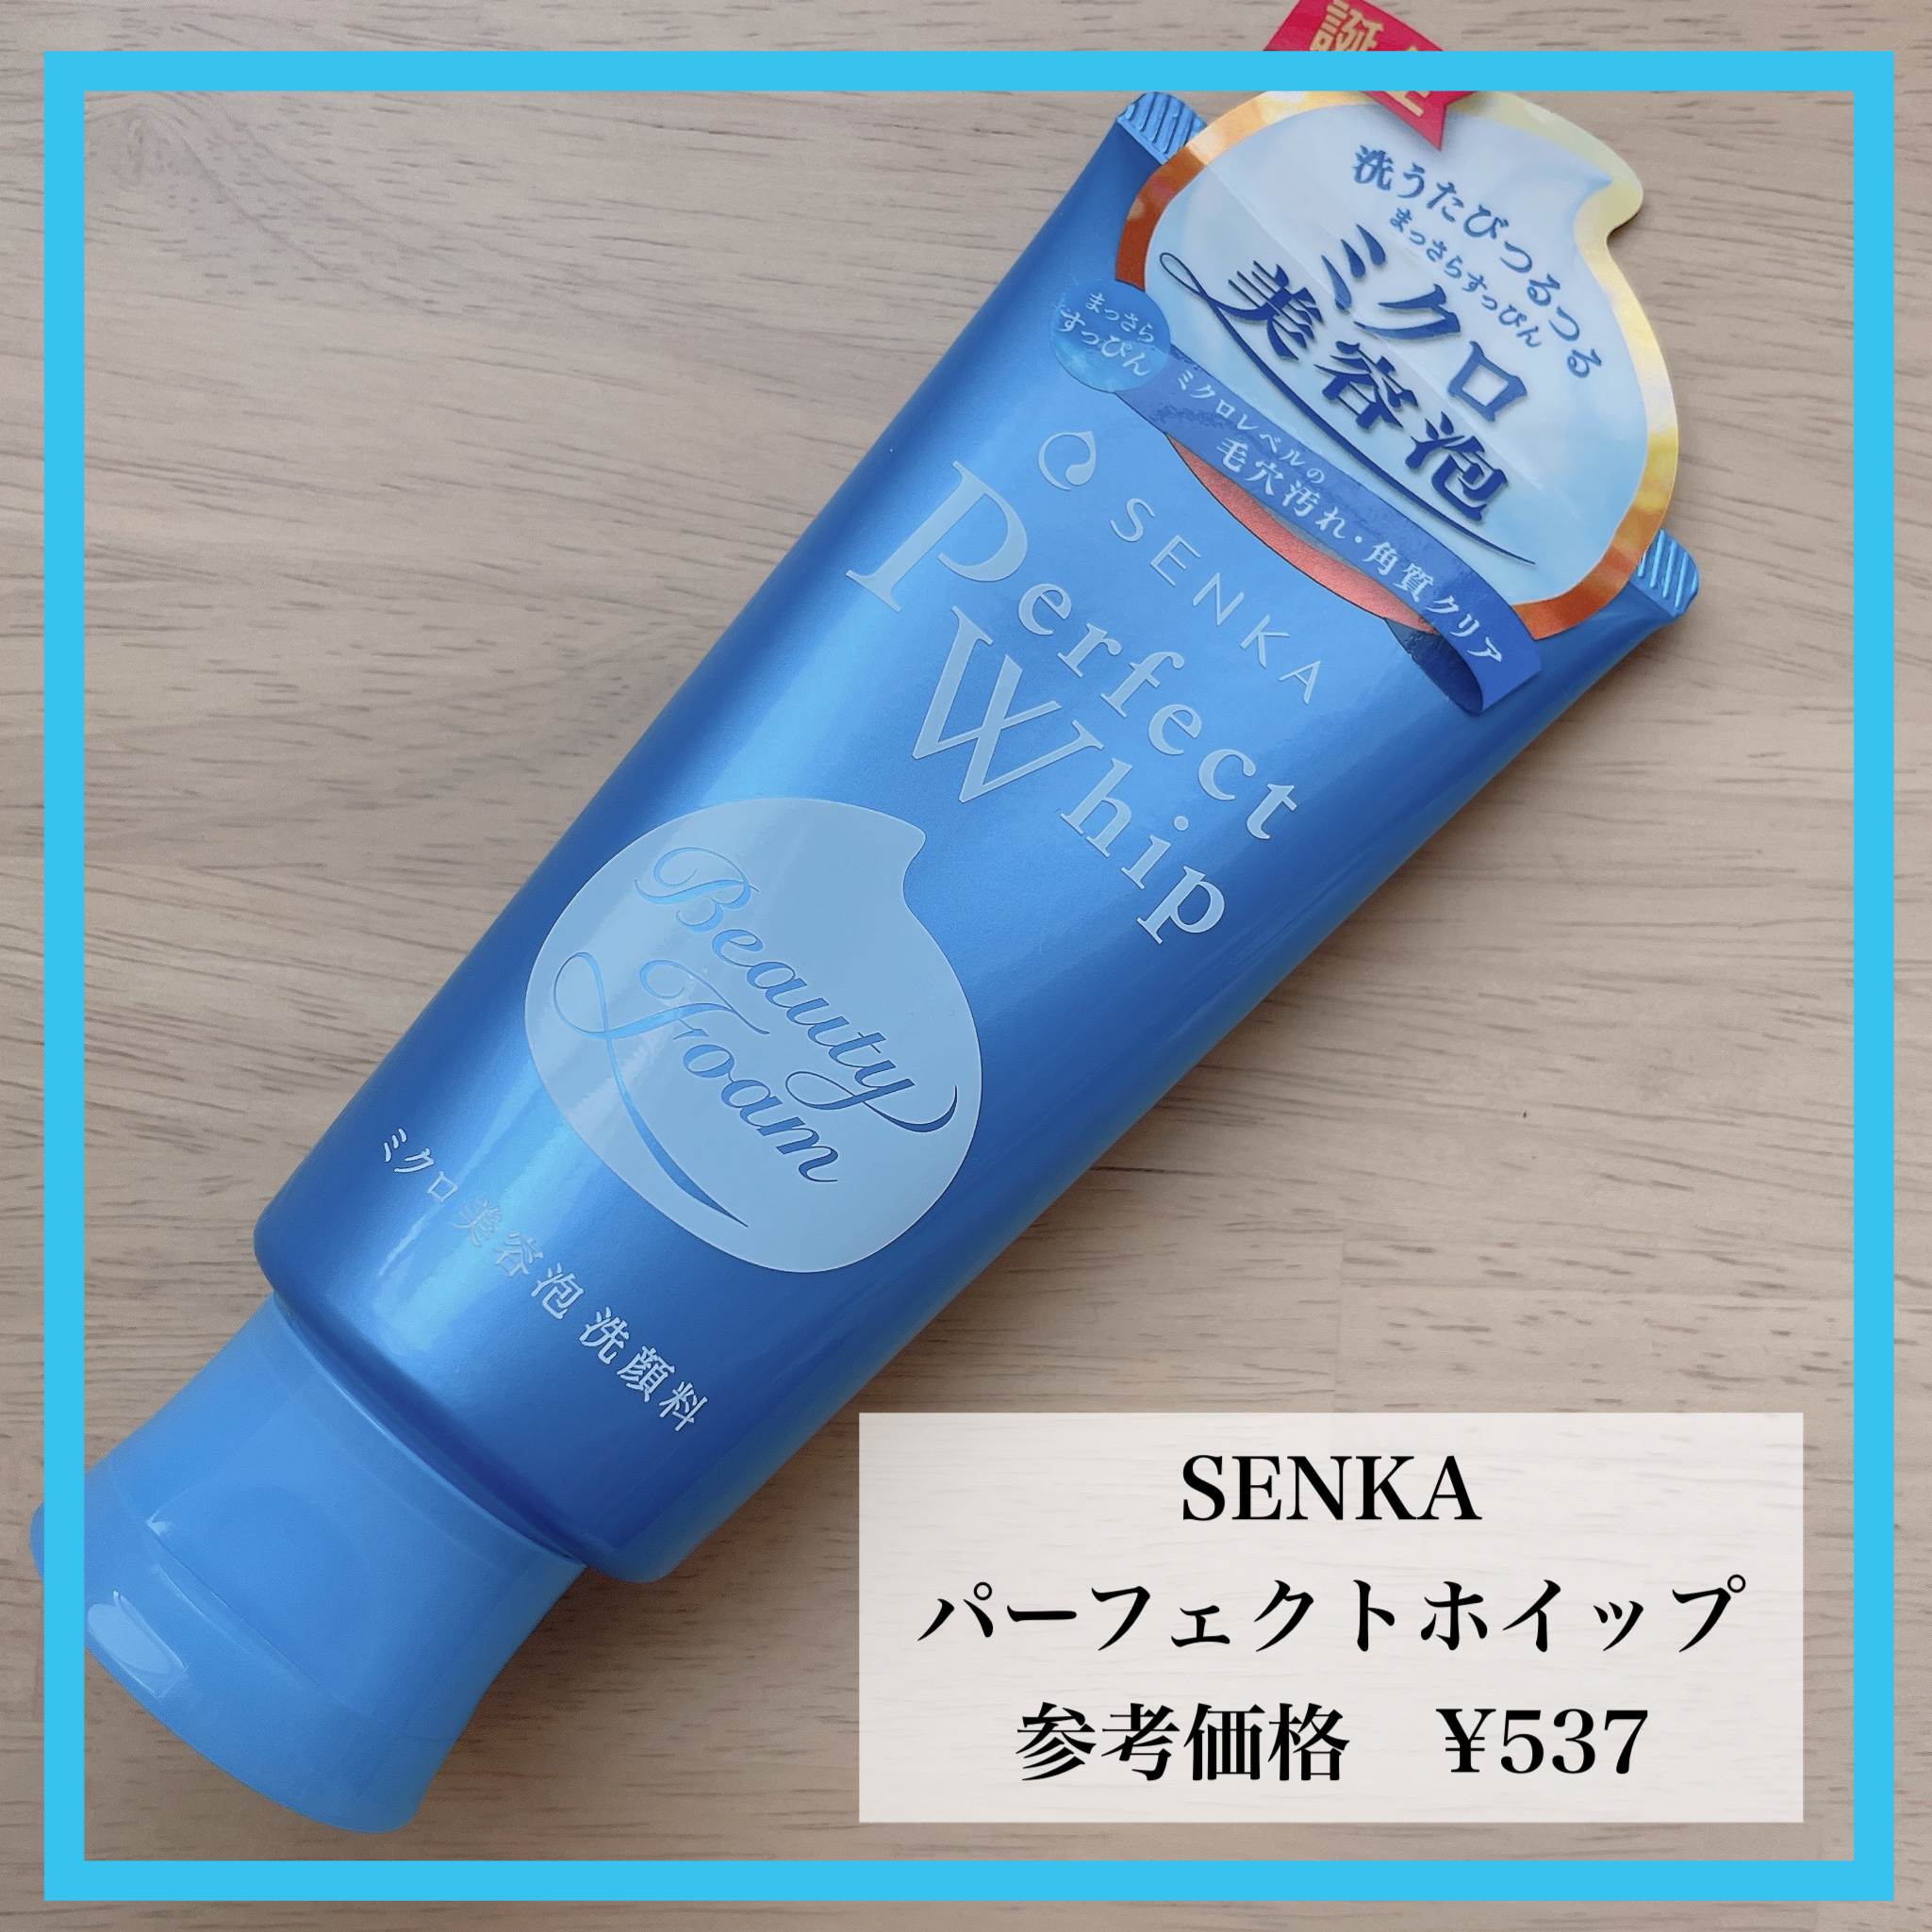 洗うたびつるつる
まっさらすっぴん
ミクロ
美容泡
まっさら
すっぴん
ミクロレベルの
毛穴汚れ・角質クリア
SENKA
Perfect
Whip
Beauty
Foam
ミクロ美容泡 洗顔料
SENKA
パーフェクトホイップ
参考価格　¥537